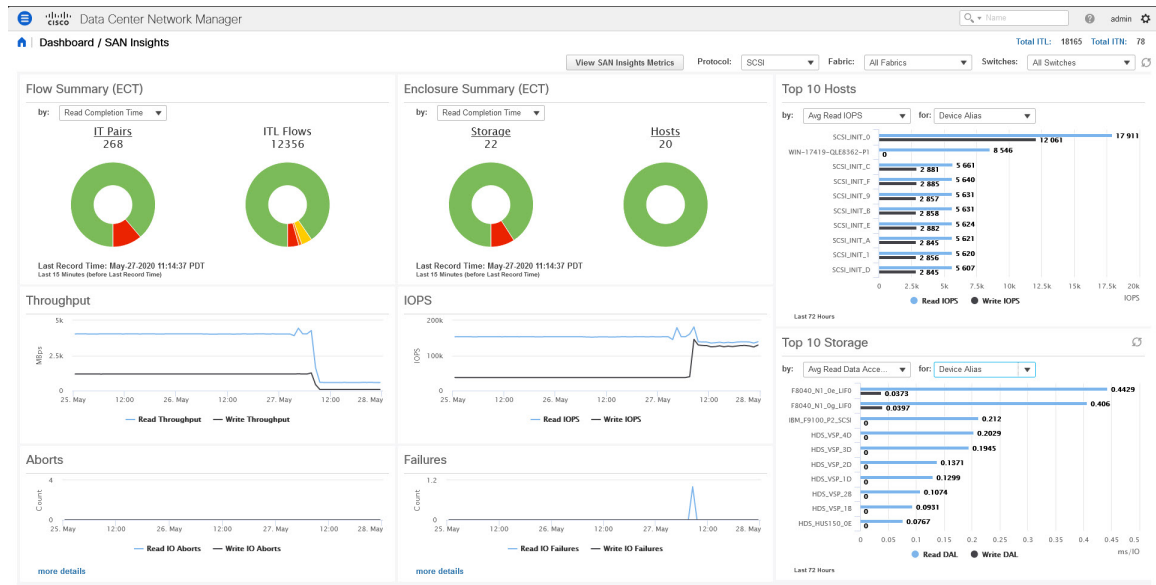 cisco Data Center Network Manager
Name
admin
Dashboard / SAN Insights
Total ITL: 18165 Total ITN: 78
View SAN Insights Metrics Protocol: SCSI Fabric: All Fabrics Switches: All Switches
Flow Summary (ECT)
by: Read Completion Time
IT Pairs
268
ITL Flows
12356
Last Record Time: May-27-2020 11:14:37 PDT
Last 15 Minutes (before Last Record Time)
Enclosure Summary (ECT)
by: Read Completion Time
Storage
22
Hosts
20
Last Record Time: May-27-2020 11:14:37 PDT
Last 15 Minutes (before Last Record Time)
Top 10 Hosts
by: Avg Read IOPS for: Device Alias
SCSI_INIT_0 17 911
12 061
WIN-17419-QLE8362-P1 8 546
0
SCSI_INIT_C 5 661
2 881
SCSI_INIT_F 5 640
2 885
SCSI_INIT_9 5 631
2 857
SCSI_INIT_8 5 631
2 858
SCSI_INIT_E 5 624
2 882
SCSI_INIT_A 5 621
2 845
SCSI_INIT_1 5 620
2 856
SCSI_INIT_D 5 607
2 845
0 2.5k 5k 7.5k 10k 12.5k 15k 17.5k 20k
IOPS
Read IOPS Write IOPS
Last 72 Hours
Throughput
5k
2.5k
0
MBps
25. May 12:00 26. May 12:00 27. May 12:00 28. May
Read Throughput Write Throughput
IOPS
200k
100k
0
IOPS
25. May 12:00 26. May 12:00 27. May 12:00 28. May
Read IOPS Write IOPS
Top 10 Storage
by: Avg Read Data Acce... for: Device Alias
F8040_N1_0e_LIF0 0.4429
0.0373
F8040_N1_0g_LIF0 0.406
0.0397
IBM_F9100_P2_SCSI 0.212
0
HDS_VSP_4D 0.2029
0
HDS_VSP_3D 0.1945
0
HDS_VSP_2D 0.1371
0
HDS_VSP_1D 0.1299
0
HDS_VSP_2B 0.1074
0
HDS_VSP_1B 0.0931
0
HDS_HUS150_0E 0.0767
0
0 0.05 0.1 0.15 0.2 0.25 0.3 0.35 0.4 0.45 0.5
ms/IO
Read DAL Write DAL
Last 72 Hours
Aborts
4
0
Count
25. May 12:00 26. May 12:00 27. May 12:00 28. May
Read IO Aborts Write IO Aborts
more details
Failures
1.2
0
Count
25. May 12:00 26. May 12:00 27. May 12:00 28. May
Read IO Failures Write IO Failures
more details